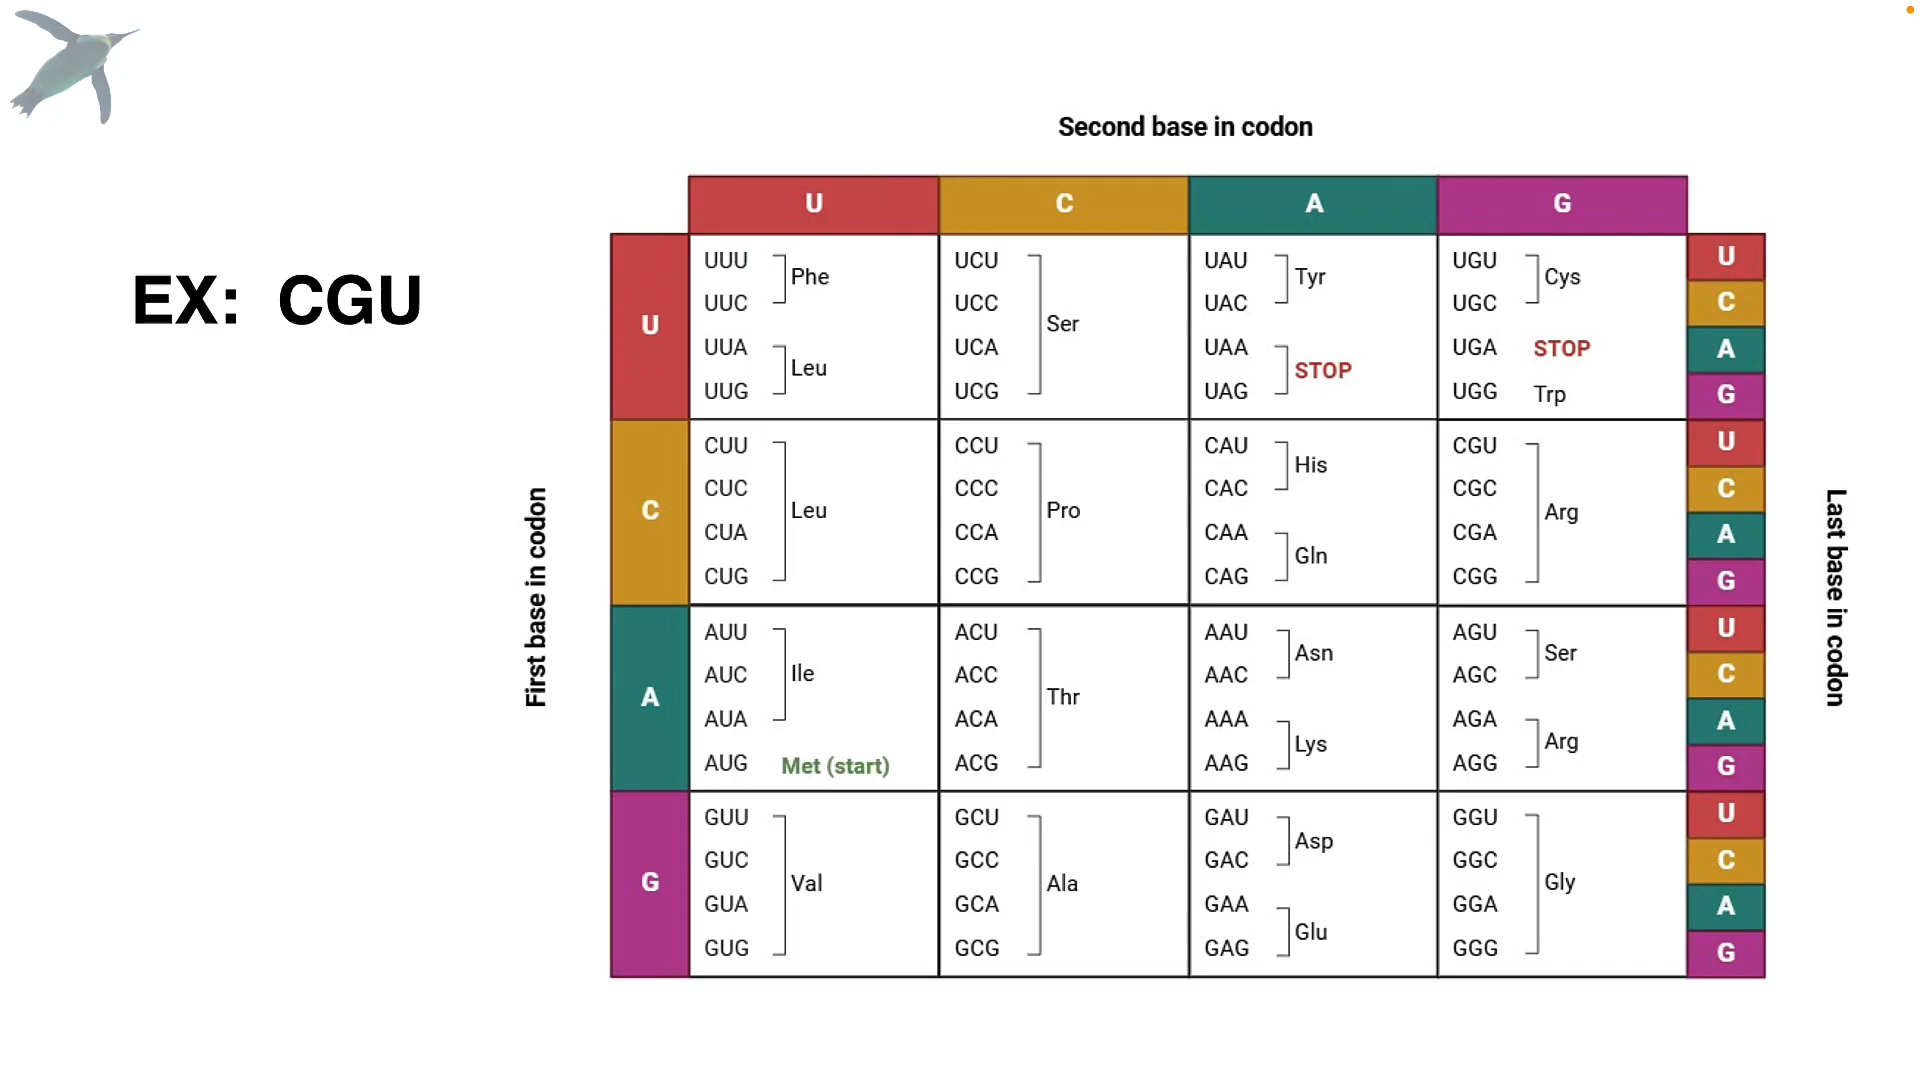 Second base in codon
U C A G
EX: CGU
First base in codon
Last base in codon
U
UUU UCU UAU UGU U
Phe Tyr Cys
UUC UCC UAC UGC C
Ser
UUA UCA UAA UGA STOP A
Leu STOP
UUG UCG UAG UGG Trp G
C
CUU CCU CAU CGU U
His
CUC CCC CAC CGC C
Leu Pro Arg
CUA CCA CAA CGA A
Gln
CUG CCG CAG CGG G
A
AUU ACU AAU AGU U
Asn Ser
AUC Ile ACC AAC AGC C
Thr
AUA ACA AAA AGA A
Lys Arg
AUG Met (start) ACG AAG AGG G
G
GUU GCU GAU GGU U
Asp
GUC GCC GAC GGC C
Val Ala Gly
GUA GCA GAA GGA A
Glu
GUG GCG GAG GGG G